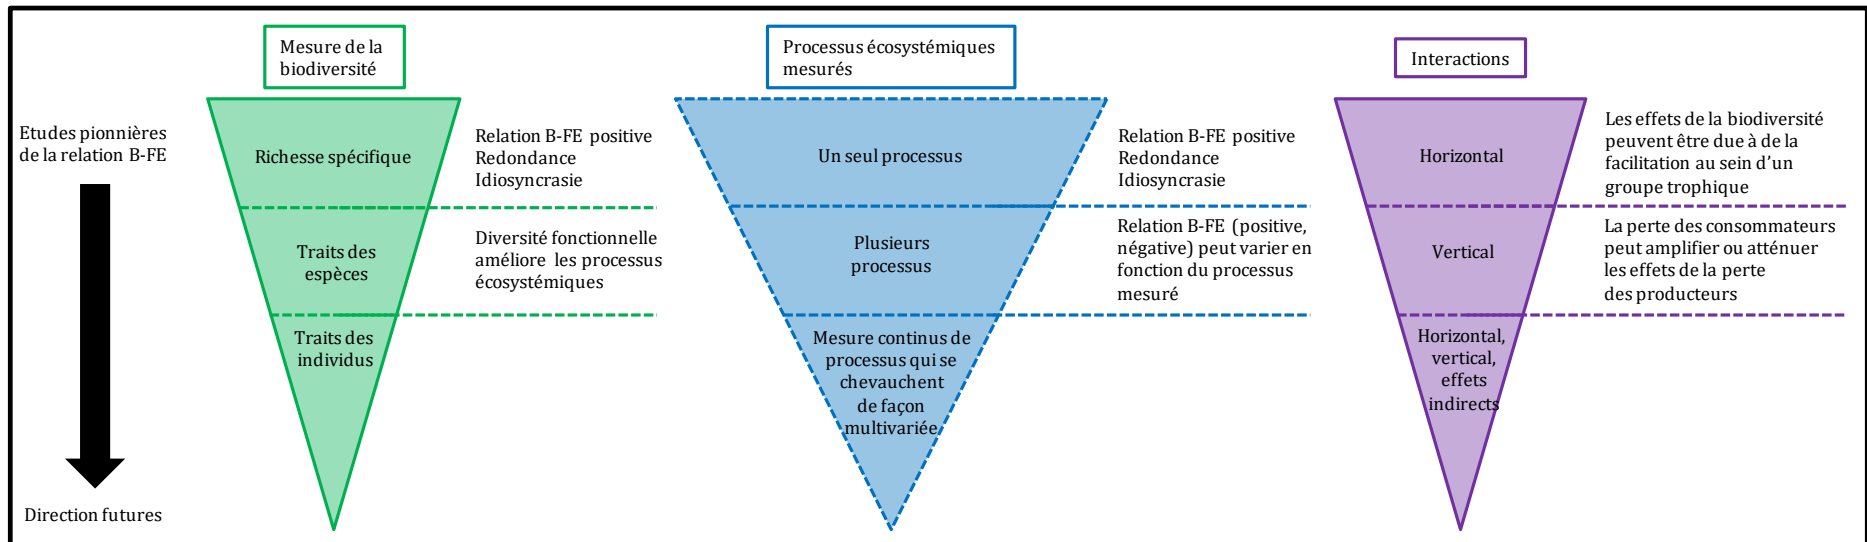 Mesure de la
biodiversité
Processus écosystémiques
mesurés
Interactions
Etudes pionnières
de la relation B-FE
Direction futures
Richesse spécifique
Relation B-FE positive
Redondance
Idiosyncrasie
Traits des
espèces
Diversité fonctionnelle
améliore les processus
écosystémiques
Traits des
individus
Un seul processus
Relation B-FE positive
Redondance
Idiosyncrasie
Plusieurs
processus
Relation B-FE (positive,
négative) peut varier en
fonction du processus
mesuré
Mesure continus de
processus qui se
chevauchent
de façon
multivariée
Horizontal
Les effets de la biodiversité
peuvent être due à de la
facilitation au sein d'un
groupe trophique
Vertical
La perte des consommateurs
peut amplifier ou atténuer
les effets de la perte
des producteurs
Horizontal,
vertical,
effets
indirects